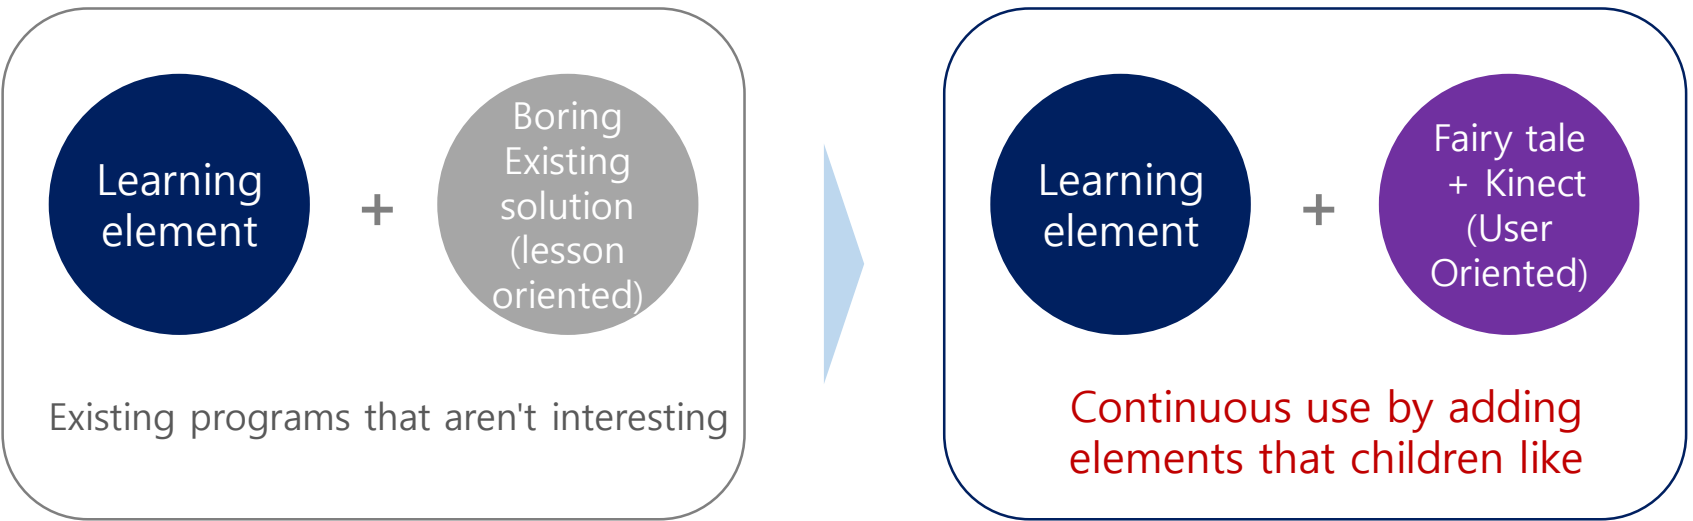 Learning
element
+
Boring
Existing
solution
(lesson
oriented)
Existing programs that aren't interesting
Learning
element
+
Fairy tale
+ Kinect
(User
Oriented)
Continuous use by adding
elements that children like